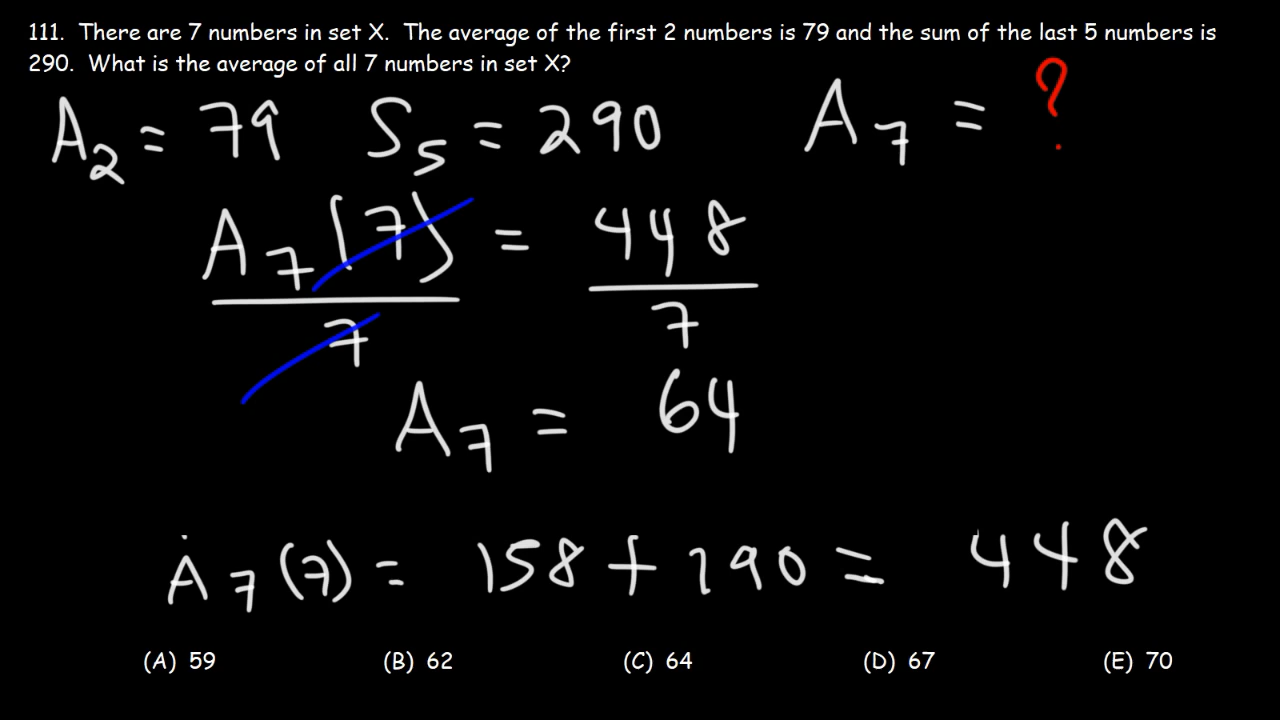 111. There are 7 numbers in set X. The average of the first 2 numbers is 79 and the sum of the last 5 numbers is
290. What is the average of all 7 numbers in set X?
A₂ = 79 S₅ = 290 A₇ = ?
A₇(7) = 448
7 7
A₇ = 64
A₇(7) = 158 + 290 = 448
(A) 59 (B) 62 (C) 64 (D) 67 (E) 70